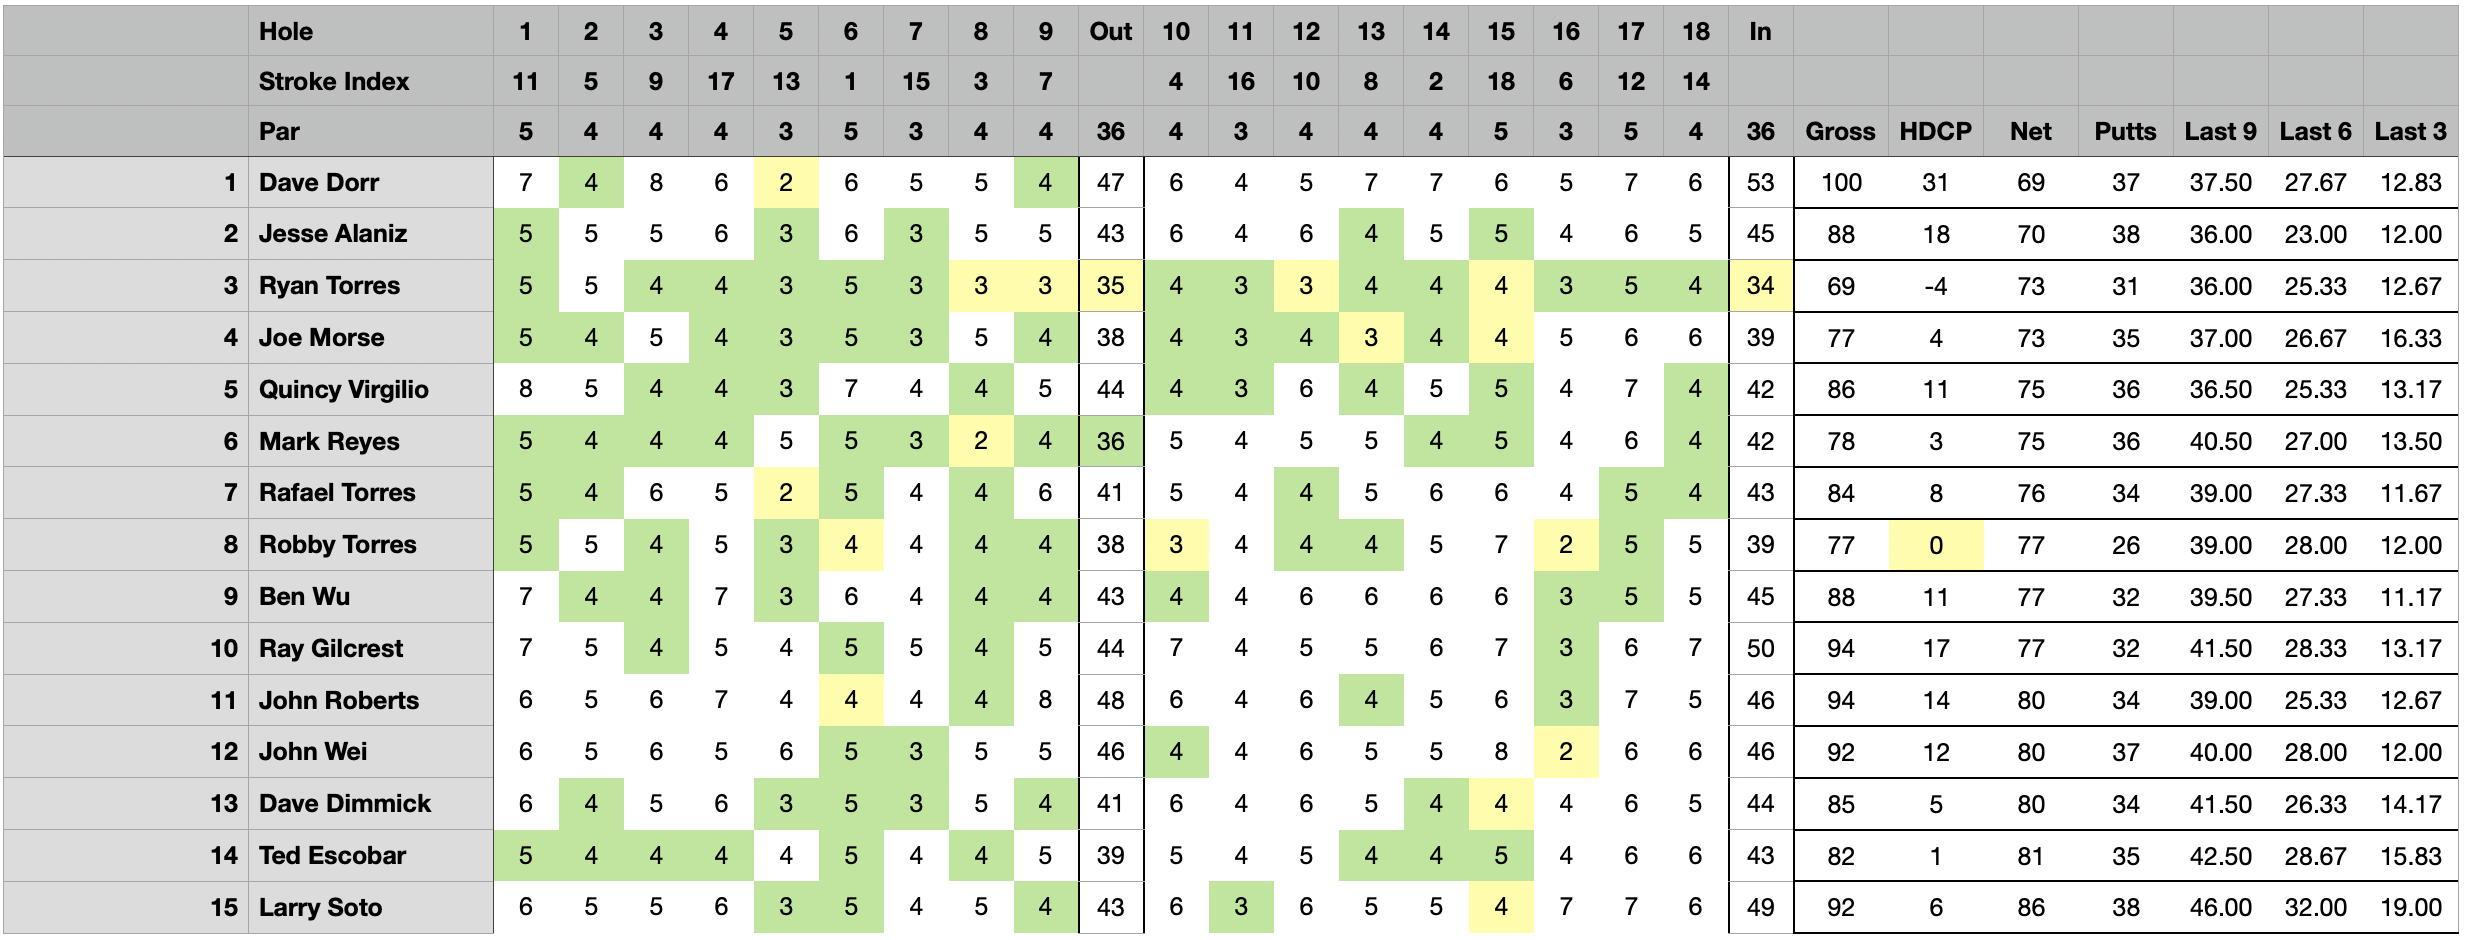 Hole 1 2 3 4 5 6 7 8 9 Out 10 11 12 13 14 15 16 17 18 In
Stroke Index 11 5 9 17 13 1 15 3 7 4 16 10 8 2 18 6 12 14
Par 5 4 4 4 3 5 3 4 4 36 4 3 4 4 4 5 3 5 4 36 Gross HDCP Net Putts Last 9 Last 6 Last 3
1 Dave Dorr 7 4 8 6 2 6 5 5 4 47 6 4 5 7 7 6 5 7 6 53 100 31 69 37 37.50 27.67 12.83
2 Jesse Alaniz 5 5 5 6 3 6 3 5 5 43 6 4 6 4 5 5 4 6 5 45 88 18 70 38 36.00 23.00 12.00
3 Ryan Torres 5 5 4 4 3 5 3 3 3 35 4 3 3 4 4 4 3 5 4 34 69 -4 73 31 36.00 25.33 12.67
4 Joe Morse 5 4 5 4 3 5 3 5 4 38 4 3 4 3 4 4 5 6 6 39 77 4 73 35 37.00 26.67 16.33
5 Quincy Virgilio 8 5 4 4 3 7 4 4 5 44 4 3 6 4 5 5 4 7 4 42 86 11 75 36 36.50 25.33 13.17
6 Mark Reyes 5 4 4 4 5 5 3 2 4 36 5 4 5 5 4 5 4 6 4 42 78 3 75 36 40.50 27.00 13.50
7 Rafael Torres 5 4 6 5 2 5 4 4 6 41 5 4 4 5 6 6 4 5 4 43 84 8 76 34 39.00 27.33 11.67
8 Robby Torres 5 5 4 5 3 4 4 4 4 38 3 4 4 4 5 7 2 5 5 39 77 0 77 26 39.00 28.00 12.00
9 Ben Wu 7 4 4 7 3 6 4 4 4 43 4 4 6 6 6 6 3 5 5 45 88 11 77 32 39.50 27.33 11.17
10 Ray Gilcrest 7 5 4 5 4 5 5 4 5 44 7 4 5 5 6 7 3 6 7 50 94 17 77 32 41.50 28.33 13.17
11 John Roberts 6 5 6 7 4 4 4 4 8 48 6 4 6 4 5 6 3 7 5 46 94 14 80 34 39.00 25.33 12.67
12 John Wei 6 5 6 5 6 5 3 5 5 46 4 4 6 5 5 8 2 6 6 46 92 12 80 37 40.00 28.00 12.00
13 Dave Dimmick 6 4 5 6 3 5 3 5 4 41 6 4 6 5 4 4 4 6 5 44 85 5 80 34 41.50 26.33 14.17
14 Ted Escobar 5 4 4 4 4 5 4 4 5 39 5 4 5 4 4 5 4 6 6 43 82 1 81 35 42.50 28.67 15.83
15 Larry Soto 6 5 5 6 3 5 4 5 4 43 6 3 6 5 5 4 7 7 6 49 92 6 86 38 46.00 32.00 19.00